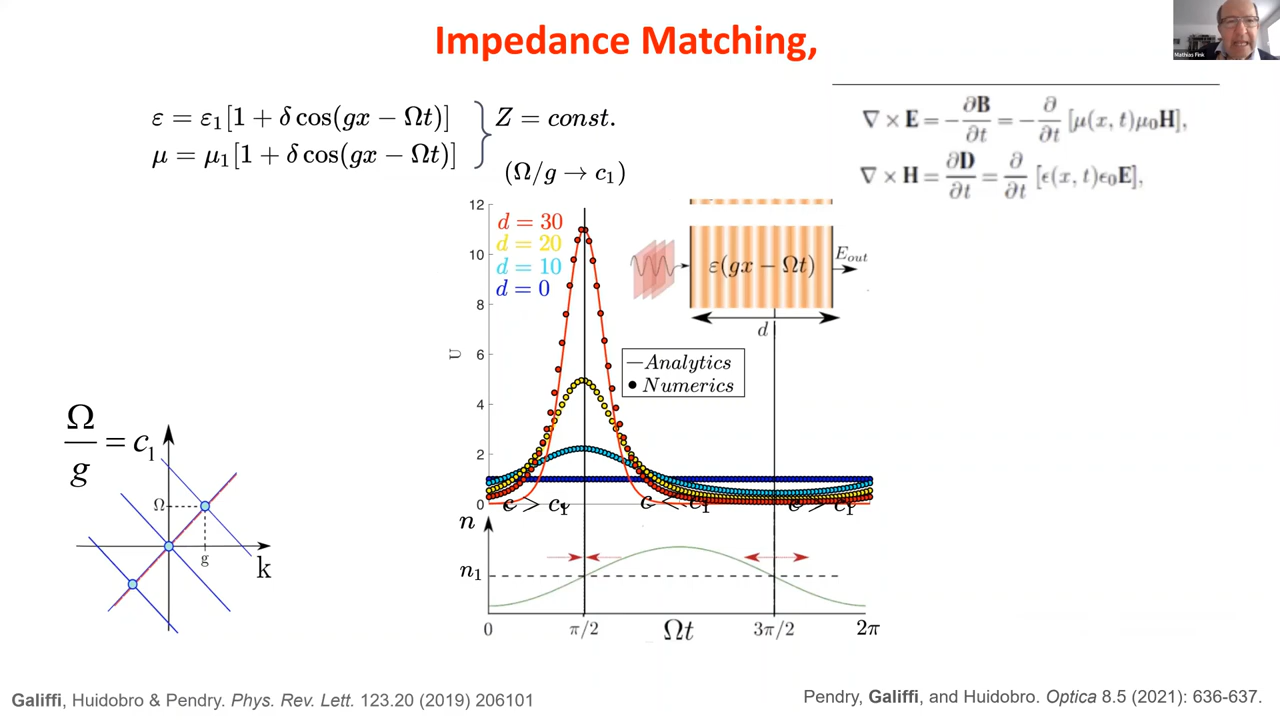 Impedance Matching,
Mathias Fink
ε = ε₁[1 + δ cos(gx − Ωt)]
μ = μ₁[1 + δ cos(gx − Ωt)]
Z = const.
(Ω/g → c₁)
∇ × E = −∂B/∂t = −∂/∂t [μ(x, t)μ₀H],
∇ × H = ∂D/∂t = ∂/∂t [ϵ(x, t)ϵ₀E],
12
10
8
6
4
2
0
U
d = 30
d = 20
d = 10
d = 0
ε(gx − Ωt)
E_out
d
—Analytics
• Numerics
c > c₁
c < c₁
c > c₁
Ω/g = c₁
Ω
g
k
n
n₁
0
π/2
Ωt
3π/2
2π
Galiffi, Huidobro & Pendry. Phys. Rev. Lett. 123.20 (2019) 206101
Pendry, Galiffi, and Huidobro. Optica 8.5 (2021): 636-637.